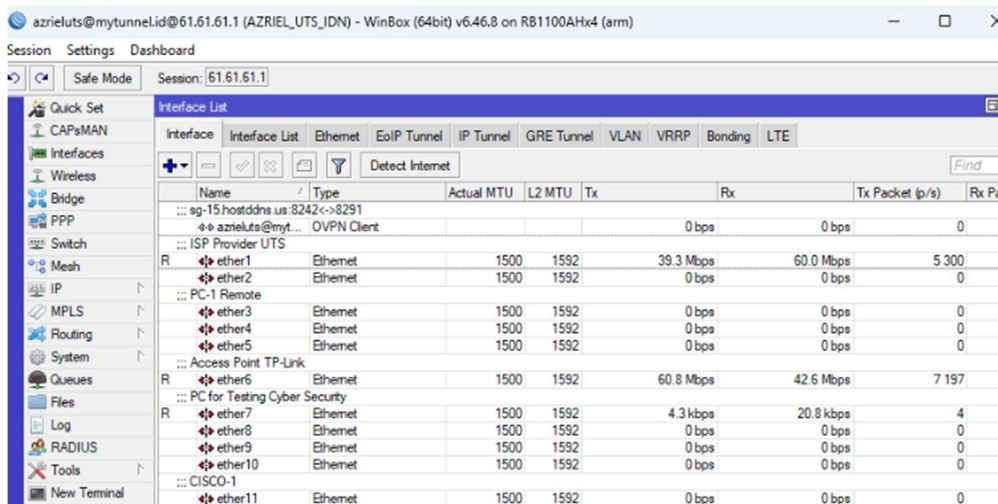 azrieluts@mytunnel.id@61.61.61.1 (AZRIEL_UTS_IDN) - WinBox (64bit) v6.46.8 on RB1100AHx4 (arm)
Session Settings Dashboard
Safe Mode Session: 61.61.61.1
Quick Set
CAPsMAN
Interfaces
Wireless
Bridge
PPP
Switch
Mesh
IP
MPLS
Routing
System
Queues
Files
Log
RADIUS
Tools
New Terminal
Interface List
Interface Interface List Ethernet EoIP Tunnel IP Tunnel GRE Tunnel VLAN VRRP Bonding LTE
Detect Internet Find
Name / Type Actual MTU L2 MTU Tx Rx Tx Packet (p/s) Rx Pa
::: sg-15.hostddns.us:8242<->8291
azrieluts@myt... OVPN Client 0 bps 0 bps 0
::: ISP Provider UTS
R ether1 Ethernet 1500 1592 39.3 Mbps 60.0 Mbps 5 300
ether2 Ethernet 1500 1592 0 bps 0 bps 0
::: PC-1 Remote
ether3 Ethernet 1500 1592 0 bps 0 bps 0
ether4 Ethernet 1500 1592 0 bps 0 bps 0
ether5 Ethernet 1500 1592 0 bps 0 bps 0
::: Access Point TP-Link
R ether6 Ethernet 1500 1592 60.8 Mbps 42.6 Mbps 7 197
::: PC for Testing Cyber Security
R ether7 Ethernet 1500 1592 4.3 kbps 20.8 kbps 4
ether8 Ethernet 1500 1592 0 bps 0 bps 0
ether9 Ethernet 1500 1592 0 bps 0 bps 0
ether10 Ethernet 1500 1592 0 bps 0 bps 0
::: CISCO-1
ether11 Ethernet 1500 1592 0 bps 0 bps 0